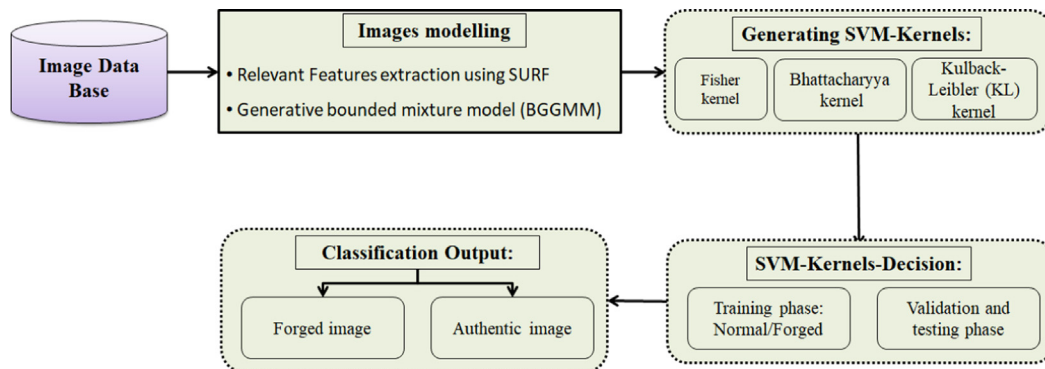 Image Data
Base
Images modelling
• Relevant Features extraction using SURF
• Generative bounded mixture model (BGGMM)
Generating SVM-Kernels:
Fisher
kernel
Bhattacharyya
kernel
Kulback-
Leibler (KL)
kernel
SVM-Kernels-Decision:
Training phase:
Normal/Forged
Validation and
testing phase
Classification Output:
Forged image
Authentic image